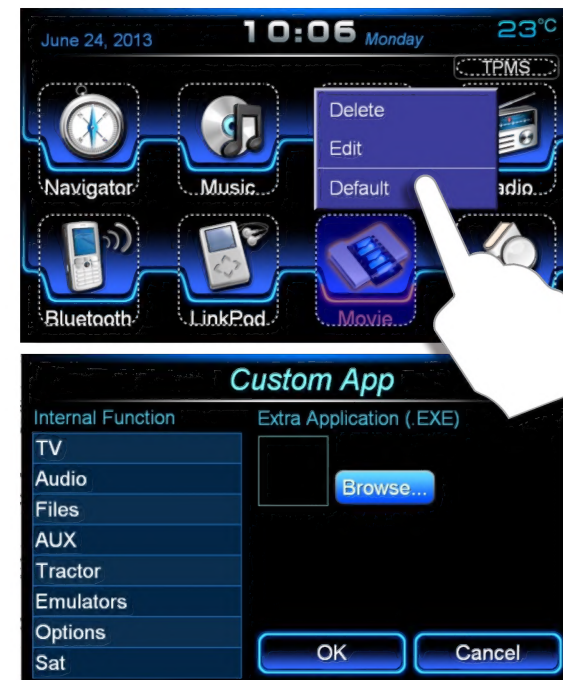 June 24, 2013 10:06 Monday 23°C
TPMS
Delete
Edit
Default
Navigator Music adio
Bluetooth LinkPod Movie
Custom App
Internal Function Extra Application (.EXE)
TV
Audio
Browse...
Files
AUX
Tractor
Emulators
Options
OK Cancel
Sat